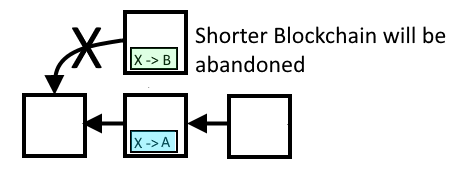 Shorter Blockchain will be
abandoned
X -> B
X -> A